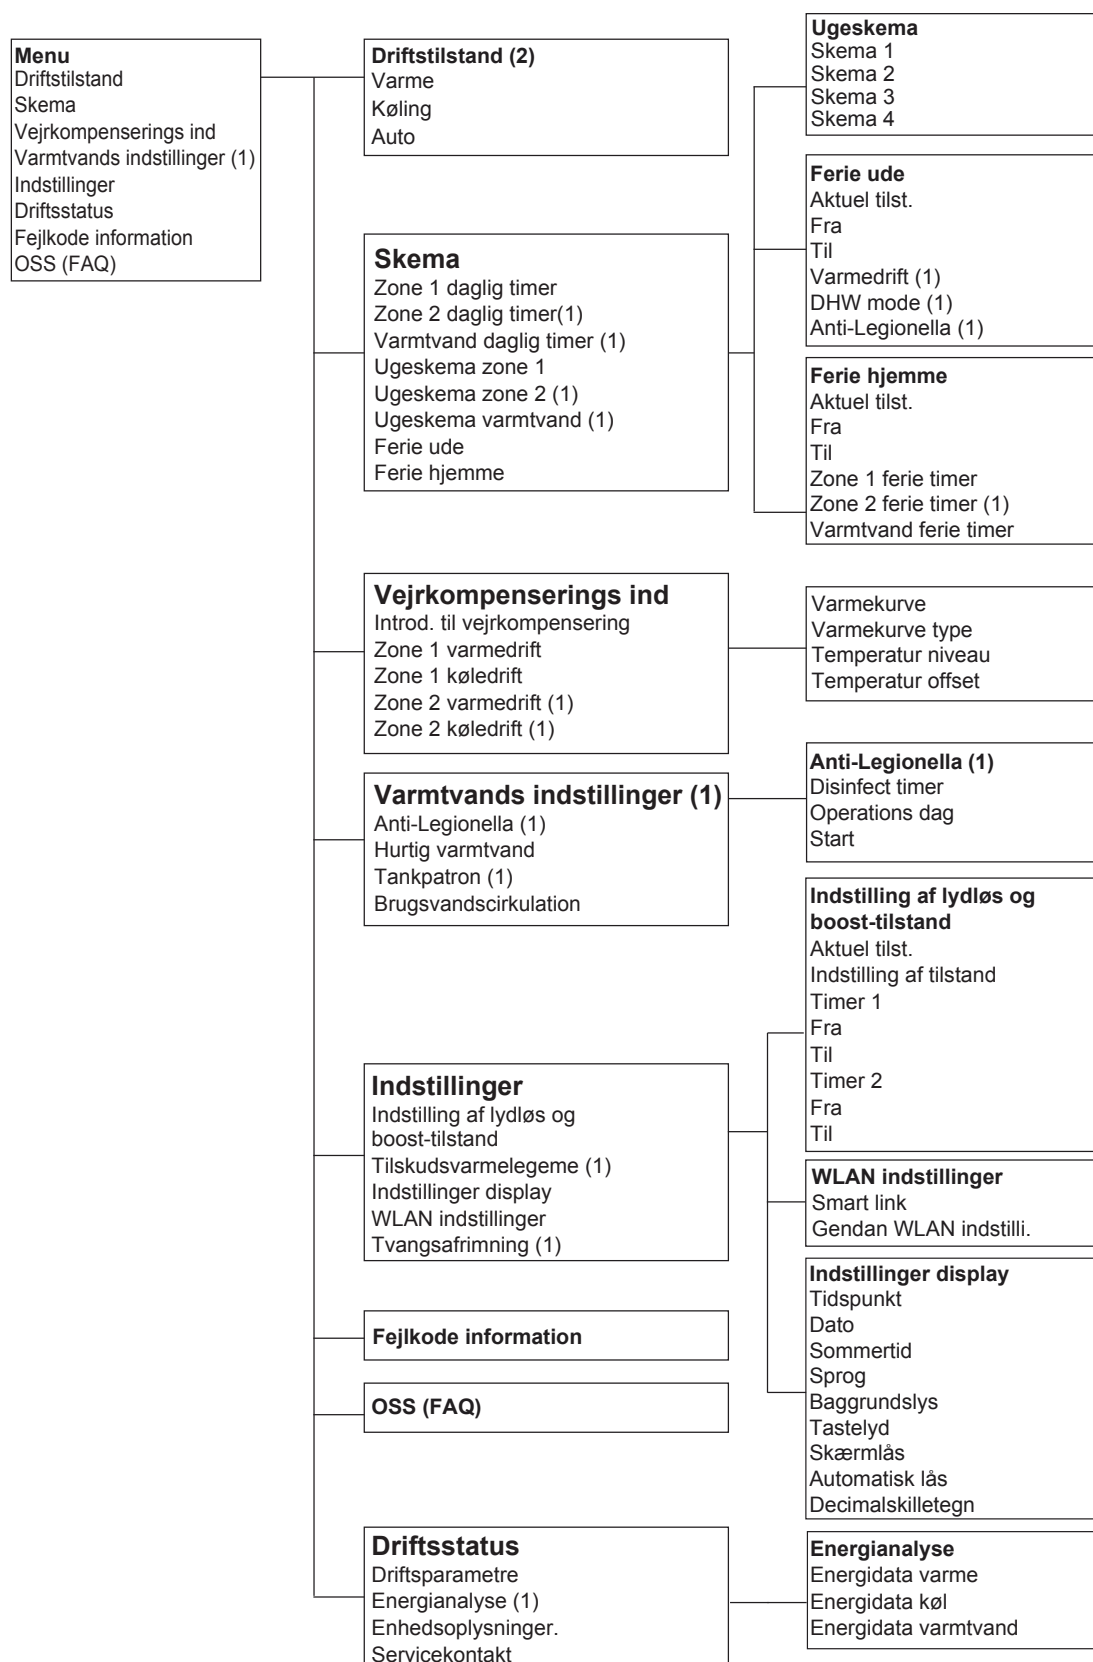 Menu
Driftstilstand
Skema
Vejrkompenserings ind
Varmtvands indstillinger (1)
Indstillinger
Driftsstatus
Fejlkode information
OSS (FAQ)
Driftstilstand (2)
Varme
Køling
Auto
Skema
Zone 1 daglig timer
Zone 2 daglig timer(1)
Varmtvand daglig timer (1)
Ugeskema zone 1
Ugeskema zone 2 (1)
Ugeskema varmtvand (1)
Ferie ude
Ferie hjemme
Ugeskema
Skema 1
Skema 2
Skema 3
Skema 4
Ferie ude
Aktuel tilst.
Fra
Til
Varmedrift (1)
DHW mode (1)
Anti-Legionella (1)
Ferie hjemme
Aktuel tilst.
Fra
Til
Zone 1 ferie timer
Zone 2 ferie timer (1)
Varmtvand ferie timer
Vejrkompenserings ind
Introd. til vejrkompensering
Zone 1 varmedrift
Zone 1 køledrift
Zone 2 varmedrift (1)
Zone 2 køledrift (1)
Varmekurve
Varmekurve type
Temperatur niveau
Temperatur offset
Varmtvands indstillinger (1)
Anti-Legionella (1)
Hurtig varmtvand
Tankpatron (1)
Brugsvandscirkulation
Anti-Legionella (1)
Disinfect timer
Operations dag
Start
Indstillinger
Indstilling af lydløs og
boost-tilstand
Tilskudsvarmelegeme (1)
Indstillinger display
WLAN indstillinger
Tvangsafrimning (1)
Indstilling af lydløs og
boost-tilstand
Aktuel tilst.
Indstilling af tilstand
Timer 1
Fra
Til
Timer 2
Fra
Til
WLAN indstillinger
Smart link
Gendan WLAN indstilli.
Indstillinger display
Tidspunkt
Dato
Sommertid
Sprog
Baggrundslys
Tastelyd
Skærmlås
Automatisk lås
Decimalskilletegn
Fejlkode information
OSS (FAQ)
Driftsstatus
Driftsparametre
Energianalyse (1)
Enhedsoplysninger.
Servicekontakt
Energianalyse
Energidata varme
Energidata køl
Energidata varmtvand